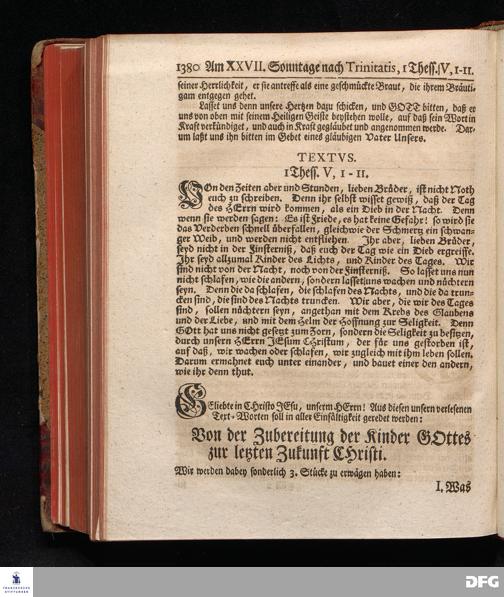 1380 Am XXVII. Sonntage nach Trinitatis, 1 Thess. V, 1-11.
seiner Herrlichkeit, er sie antreffe als eine geschmückte Braut, die ihrem Bräuti-
gam entgegen gehet.
Lasset uns denn unsere Hertzen dazu schicken, und GOTT bitten, daß er
uns von oben mit seinem Heiligen Geiste beystehen wolle, auf daß sein Wort in
Kraft verkündiget, und auch in Kraft gegläubet und angenommen werde. Dar-
um laßt uns ihn bitten im Gebet eines gläubigen Vater Unsers.
TEXTVS.
1 Thess. V, 1 - 11.
VOn den Zeiten aber und Stunden, lieben Brüder, ist nicht Noth
euch zu schreiben. Denn ihr selbst wisset gewiß, daß der Tag
des HErrn wird kommen, als ein Dieb in der Nacht. Denn
wenn sie werden sagen: Es ist Friede, es hat keine Gefahr! so wird sie
das Verderben schnell überfallen, gleichwie der Schmertz ein schwan-
ger Weib, und werden nicht entfliehen. Ihr aber, lieben Brüder,
seyd nicht in der Finsterniß, daß euch der Tag wie ein Dieb ergreiffe.
Ihr seyd allzumal Kinder des Lichts, und Kinder des Tages. Wir
sind nicht von der Nacht, noch von der Finsterniß. So lasset uns nun
nicht schlafen, wie die andern, sondern lasset uns wachen und nüchtern
seyn. Denn die da schlafen, die schlafen des Nachts, und die da trun-
cken sind, die sind des Nachts truncken. Wir aber, die wir des Tages
sind, sollen nüchtern seyn, angethan mit dem Krebs des Glaubens
und der Liebe, und mit dem Helm der Hoffnung zur Seligkeit. Denn
GOtt hat uns nicht gesetzt zum Zorn, sondern die Seligkeit zu besitzen,
durch unsern HErrn JEsum CHristum, der für uns gestorben ist,
auf daß, wir wachen oder schlafen, wir zugleich mit ihm leben sollen.
Darum ermahnet euch unter einander, und bauet einer den andern,
wie ihr denn thut.
GEliebte in CHristo JEsu, unserm HErrn! Aus diesen unsern verlesenen
Text-Worten soll in aller Einfältigkeit geredet werden:
Von der Zubereitung der Kinder GOttes
zur letzten Zukunft CHristi.
Wir werden dabey sonderlich 3. Stücke zu erwägen haben:
I. Was
FRANCKESCHE
STIFTUNGEN
DFG